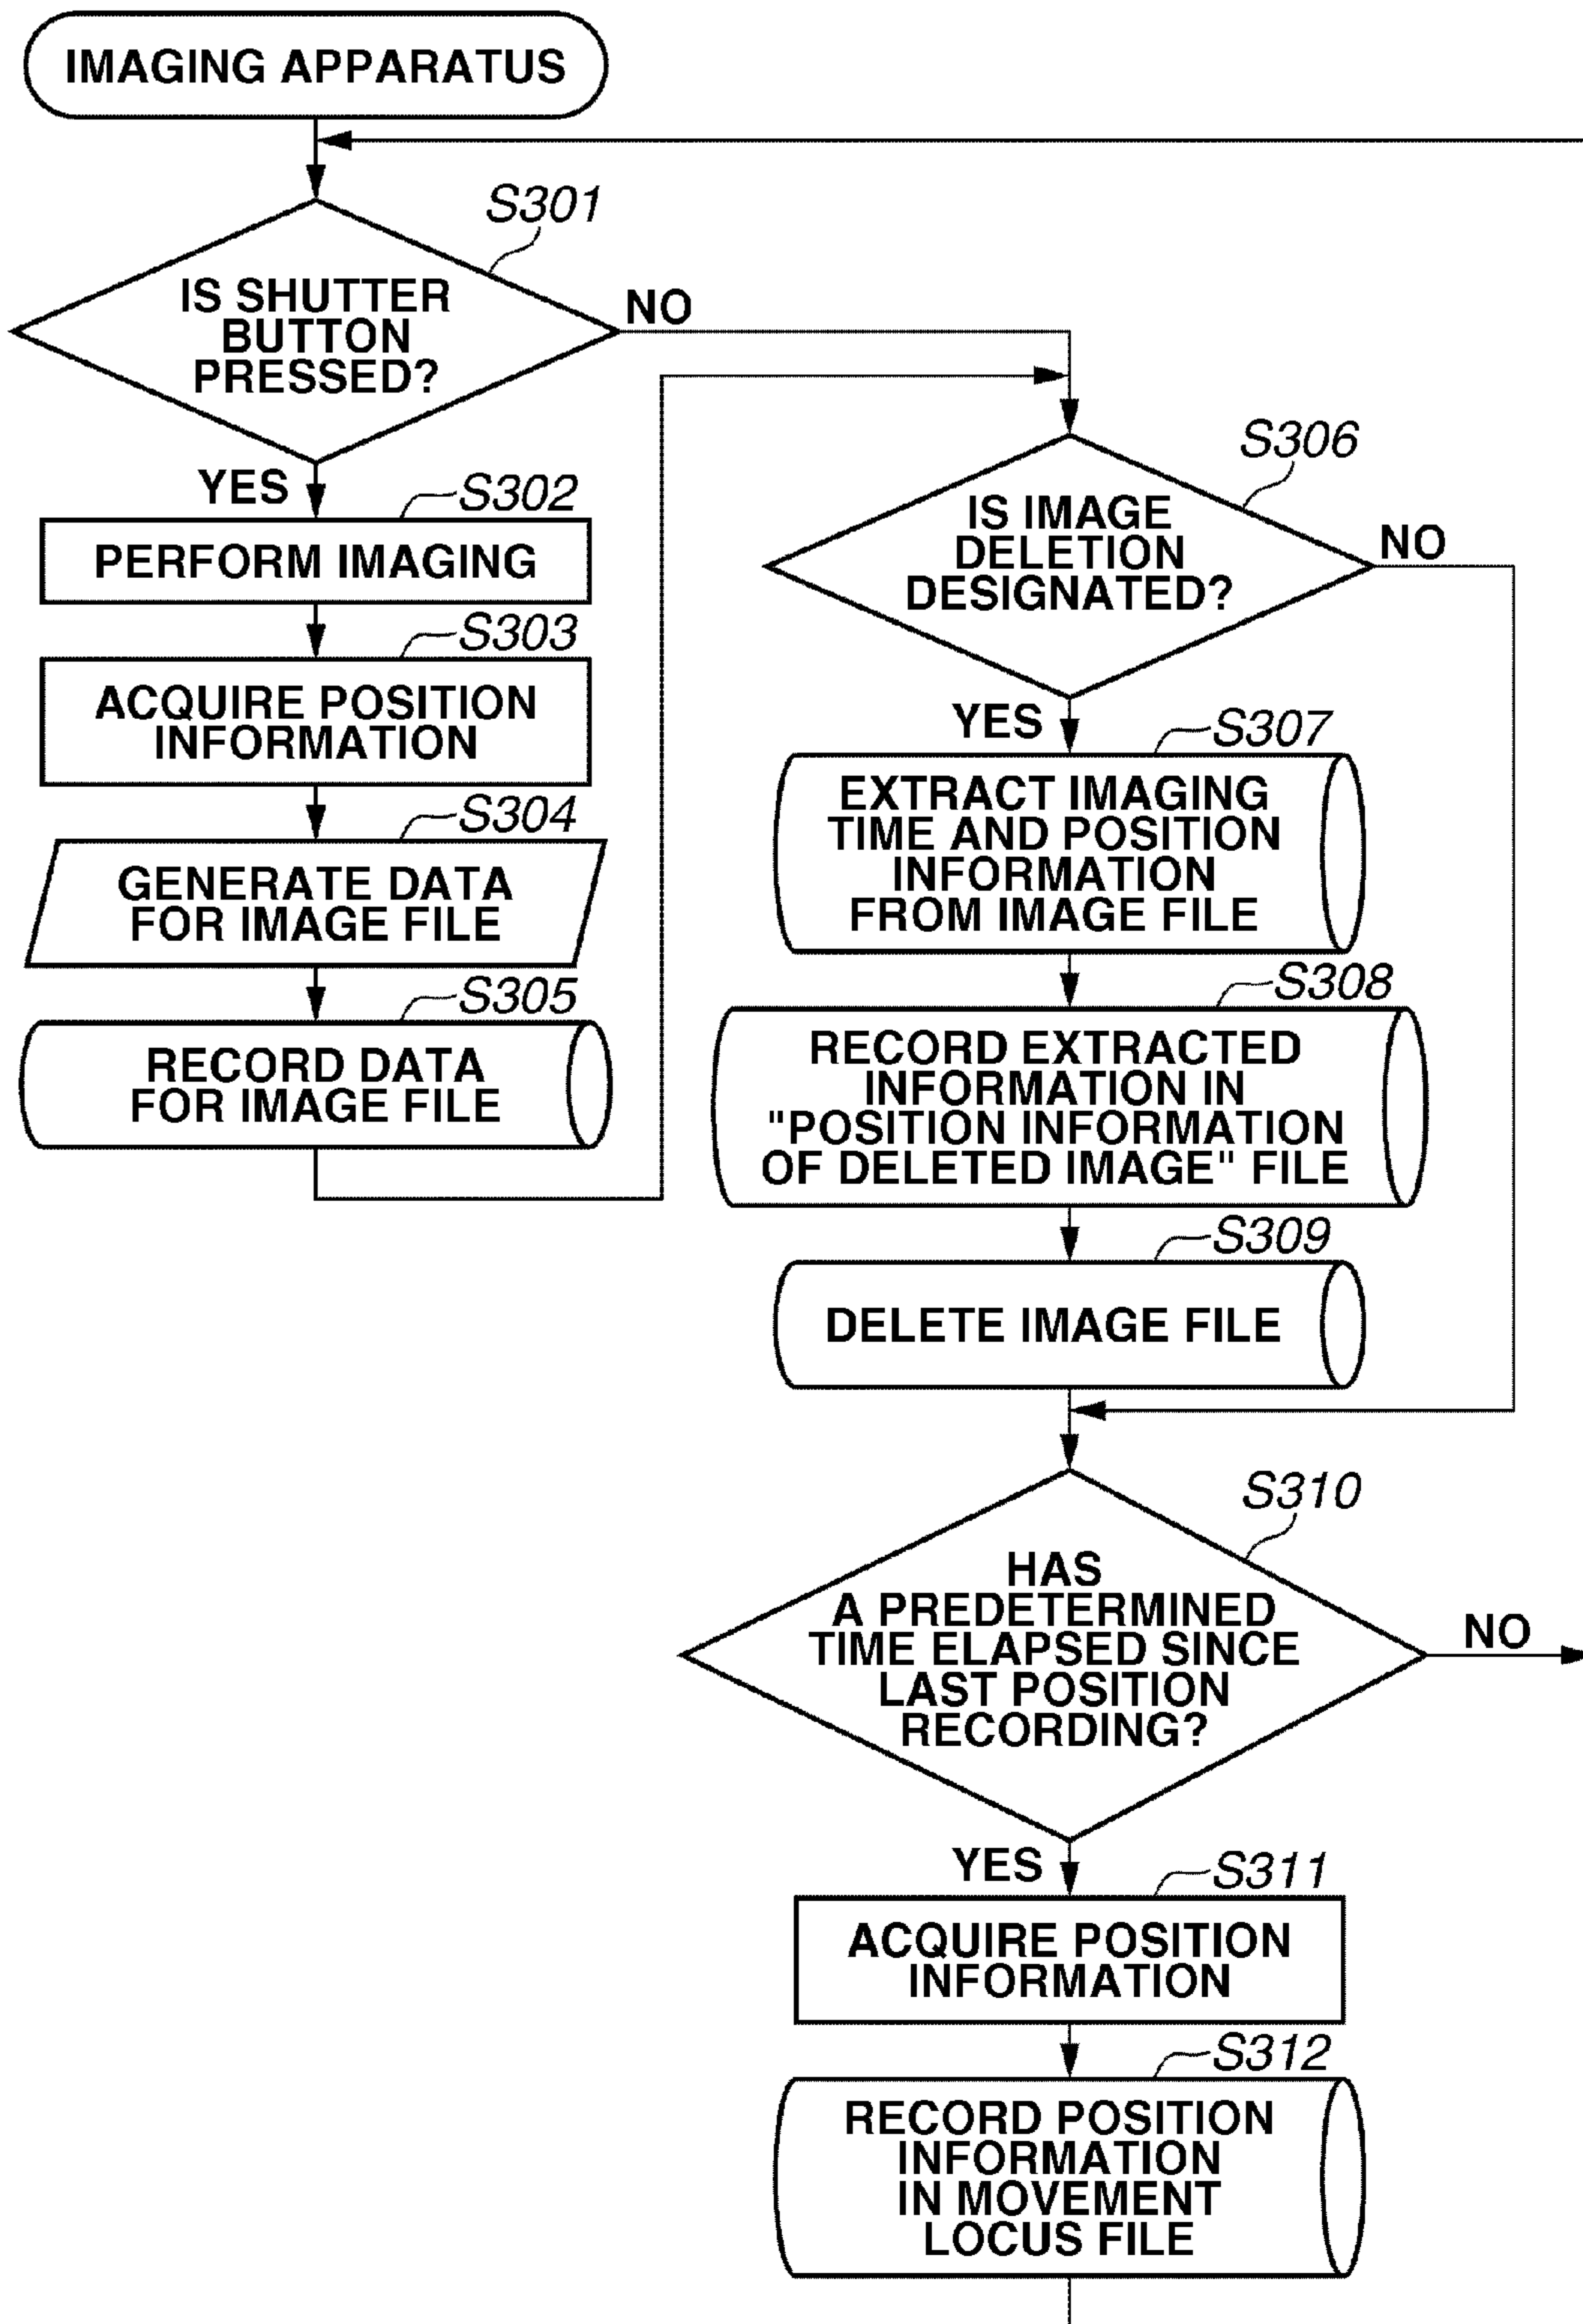 IMAGING APPARATUS
S301
IS SHUTTER
BUTTON
PRESSED?
NO
YES
S302
PERFORM IMAGING
S303
ACQUIRE POSITION
INFORMATION
S304
GENERATE DATA
FOR IMAGE FILE
S305
RECORD DATA
FOR IMAGE FILE
S306
IS IMAGE
DELETION
DESIGNATED?
NO
YES
S307
EXTRACT IMAGING
TIME AND POSITION
INFORMATION
FROM IMAGE FILE
S308
RECORD EXTRACTED
INFORMATION IN
"POSITION INFORMATION
OF DELETED IMAGE" FILE
S309
DELETE IMAGE FILE
S310
HAS
A PREDETERMINED
TIME ELAPSED SINCE
LAST POSITION
RECORDING?
NO
YES
S311
ACQUIRE POSITION
INFORMATION
S312
RECORD POSITION
INFORMATION
IN MOVEMENT
LOCUS FILE